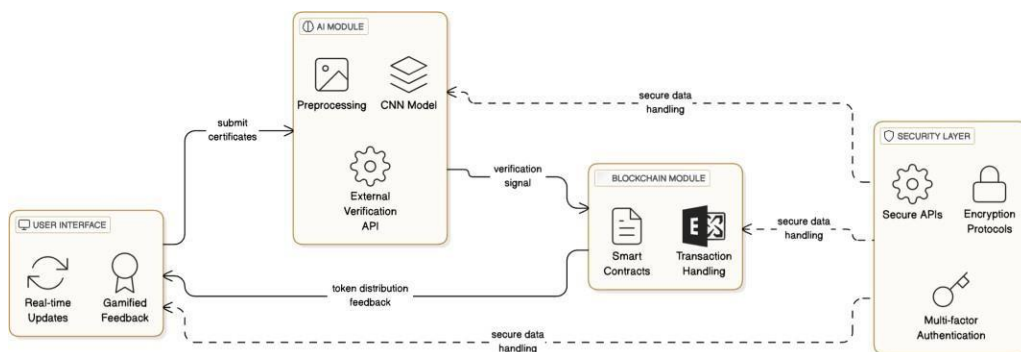 AI MODULE
Preprocessing
CNN Model
External
Verification
API
submit
certificates
secure data
handling
SECURITY LAYER
Secure APIs
Encryption
Protocols
Multi-factor
Authentication
verification
signal
BLOCKCHAIN MODULE
Smart
Contracts
E
Transaction
Handling
secure data
handling
USER INTERFACE
Real-time
Updates
Gamified
Feedback
token distribution
feedback
secure data
handling